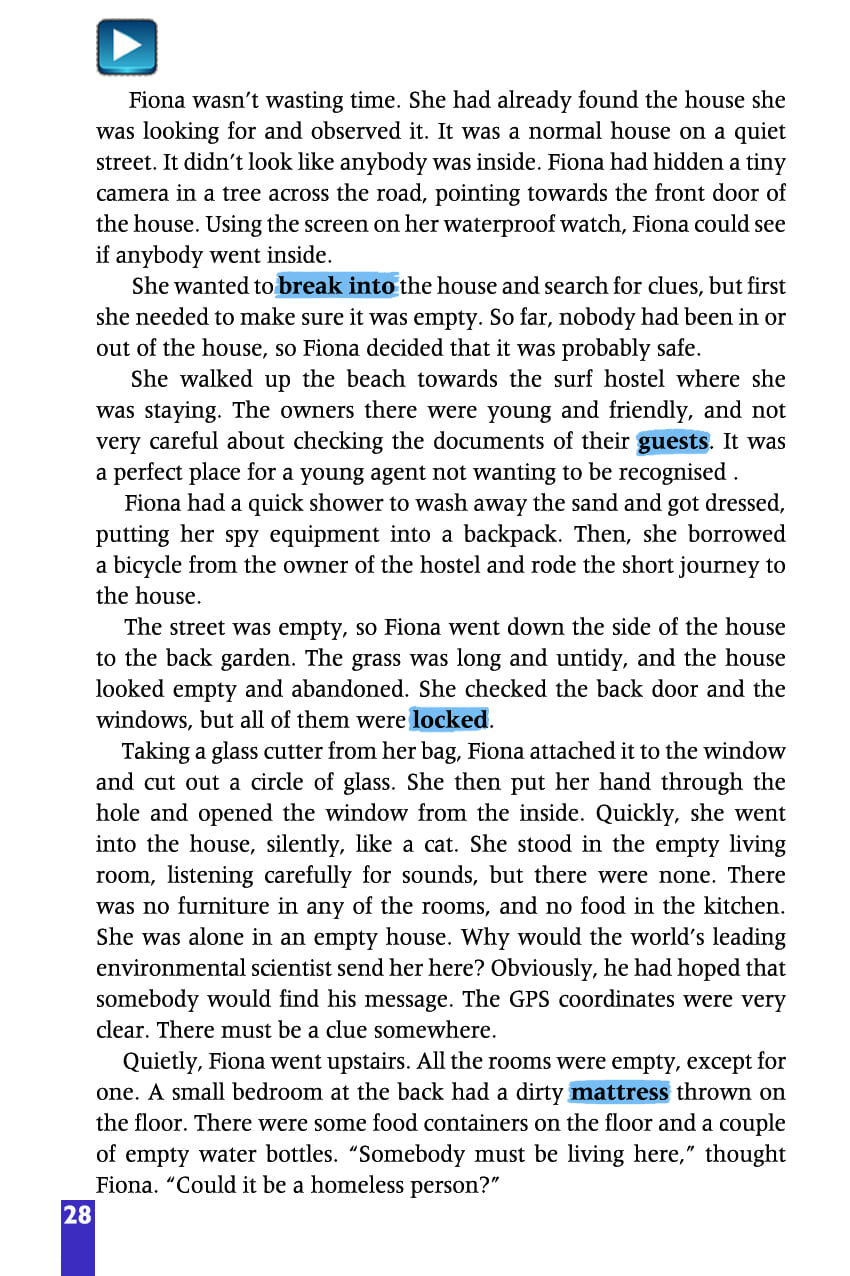 Fiona wasn’t wasting time. She had already found the house she
was looking for and observed it. It was a normal house on a quiet
street. It didn’t look like anybody was inside. Fiona had hidden a tiny
camera in a tree across the road, pointing towards the front door of
the house. Using the screen on her waterproof watch, Fiona could see
if anybody went inside.
She wanted to break into the house and search for clues, but first
she needed to make sure it was empty. So far, nobody had been in or
out of the house, so Fiona decided that it was probably safe.
She walked up the beach towards the surf hostel where she
was staying. The owners there were young and friendly, and not
very careful about checking the documents of their guests. It was
a perfect place for a young agent not wanting to be recognised .
Fiona had a quick shower to wash away the sand and got dressed,
putting her spy equipment into a backpack. Then, she borrowed
a bicycle from the owner of the hostel and rode the short journey to
the house.
The street was empty, so Fiona went down the side of the house
to the back garden. The grass was long and untidy, and the house
looked empty and abandoned. She checked the back door and the
windows, but all of them were locked.
Taking a glass cutter from her bag, Fiona attached it to the window
and cut out a circle of glass. She then put her hand through the
hole and opened the window from the inside. Quickly, she went
into the house, silently, like a cat. She stood in the empty living
room, listening carefully for sounds, but there were none. There
was no furniture in any of the rooms, and no food in the kitchen.
She was alone in an empty house. Why would the world’s leading
environmental scientist send her here? Obviously, he had hoped that
somebody would find his message. The GPS coordinates were very
clear. There must be a clue somewhere.
Quietly, Fiona went upstairs. All the rooms were empty, except for
one. A small bedroom at the back had a dirty mattress thrown on
the floor. There were some food containers on the floor and a couple
of empty water bottles. “Somebody must be living here,” thought
Fiona. “Could it be a homeless person?”
28